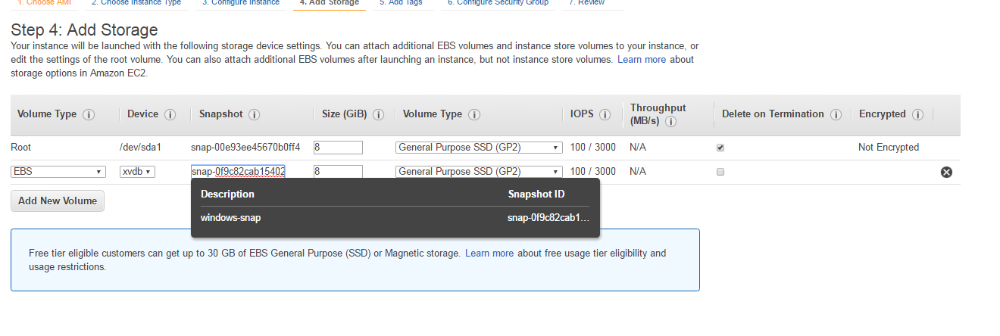 1. Choose AMI 2. Choose Instance Type 3. Configure Instance 4. Add Storage 5. Add Tags 6. Configure Security Group 7. Review
Step 4: Add Storage
Your instance will be launched with the following storage device settings. You can attach additional EBS volumes and instance store volumes to your instance, or
edit the settings of the root volume. You can also attach additional EBS volumes after launching an instance, but not instance store volumes. Learn more about
storage options in Amazon EC2.
Volume Type Device Snapshot Size (GiB) Volume Type IOPS Throughput (MB/s) Delete on Termination Encrypted
Root /dev/sda1 snap-00e93ee45670b0ff4 8 General Purpose SSD (GP2) 100 / 3000 N/A Not Encrypted
EBS xvdb snap-0f9c82cab15402 8 General Purpose SSD (GP2) 100 / 3000 N/A
Description Snapshot ID
Add New Volume
windows-snap snap-0f9c82cab1...
Free tier eligible customers can get up to 30 GB of EBS General Purpose (SSD) or Magnetic storage. Learn more about free usage tier eligibility and
usage restrictions.